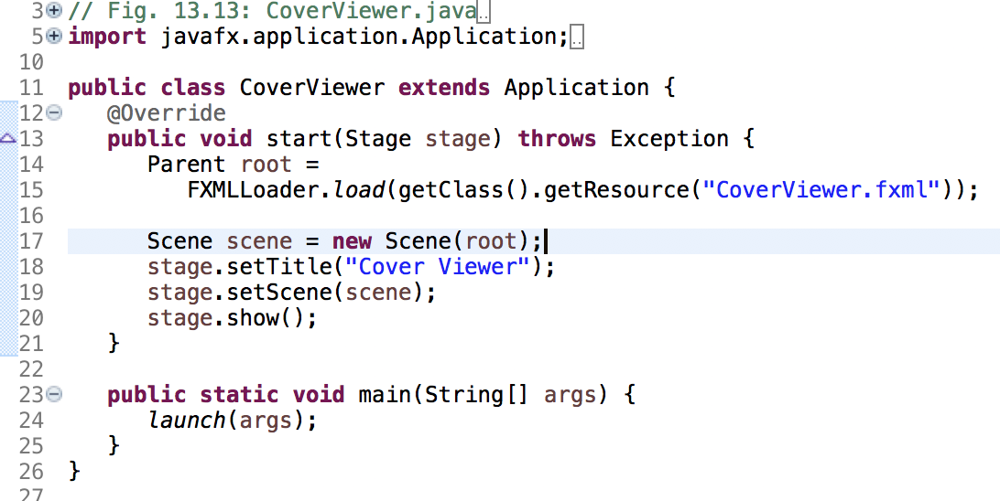 3 // Fig. 13.13: CoverViewer.java..
5 import javafx.application.Application;..
10
11 public class CoverViewer extends Application {
12    @Override
13    public void start(Stage stage) throws Exception {
14       Parent root =
15          FXMLLoader.load(getClass().getResource("CoverViewer.fxml"));
16
17       Scene scene = new Scene(root);
18       stage.setTitle("Cover Viewer");
19       stage.setScene(scene);
20       stage.show();
21    }
22
23    public static void main(String[] args) {
24       launch(args);
25    }
26 }
27